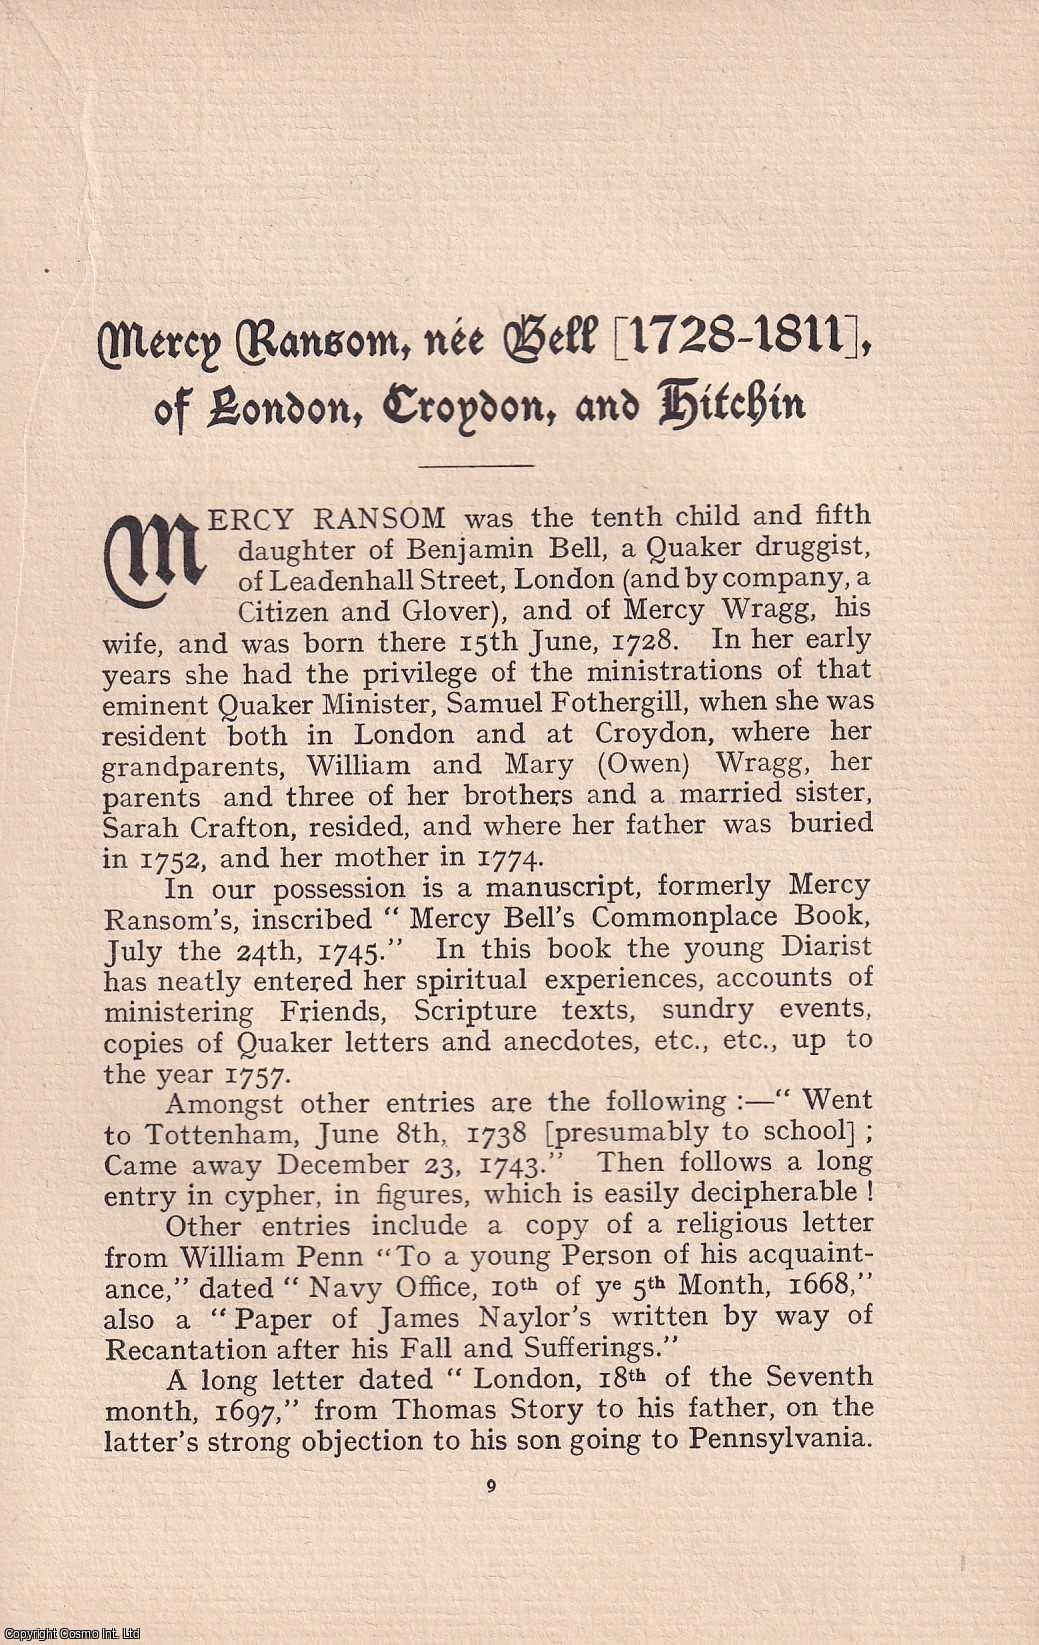 Mercy Ransom, née Bell [1728-1811],
of London, Croydon, and Hitchin
MERCY RANSOM was the tenth child and fifth
daughter of Benjamin Bell, a Quaker druggist,
of Leadenhall Street, London (and by company, a
Citizen and Glover), and of Mercy Wragg, his
wife, and was born there 15th June, 1728. In her early
years she had the privilege of the ministrations of that
eminent Quaker Minister, Samuel Fothergill, when she was
resident both in London and at Croydon, where her
grandparents, William and Mary (Owen) Wragg, her
parents and three of her brothers and a married sister,
Sarah Crafton, resided, and where her father was buried
in 1752, and her mother in 1774.
In our possession is a manuscript, formerly Mercy
Ransom's, inscribed “ Mercy Bell's Commonplace Book,
July the 24th, 1745.” In this book the young Diarist
has neatly entered her spiritual experiences, accounts of
ministering Friends, Scripture texts, sundry events,
copies of Quaker letters and anecdotes, etc., etc., up to
the year 1757.
Amongst other entries are the following :—“ Went
to Tottenham, June 8th, 1738 [presumably to school] ;
Came away December 23, 1743.” Then follows a long
entry in cypher, in figures, which is easily decipherable !
Other entries include a copy of a religious letter
from William Penn “To a young Person of his acquaint-
ance,” dated “ Navy Office, 10th of ye 5th Month, 1668,”
also a “ Paper of James Naylor's written by way of
Recantation after his Fall and Sufferings.”
A long letter dated “ London, 18th of the Seventh
month, 1697,” from Thomas Story to his father, on the
latter's strong objection to his son going to Pennsylvania.
9
Copyright Cosmo Int. Ltd